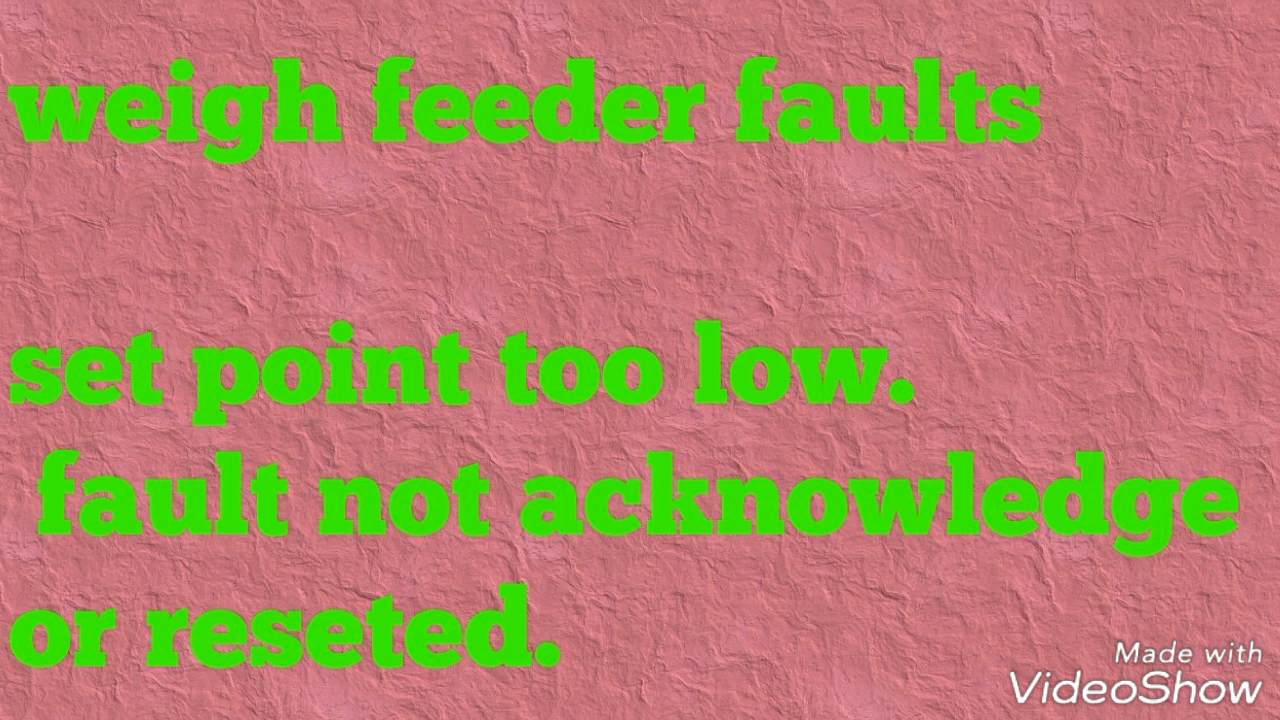 weigh feeder faults
set point too low.
fault not acknowledge
or reseted.
Made with
VideoShow